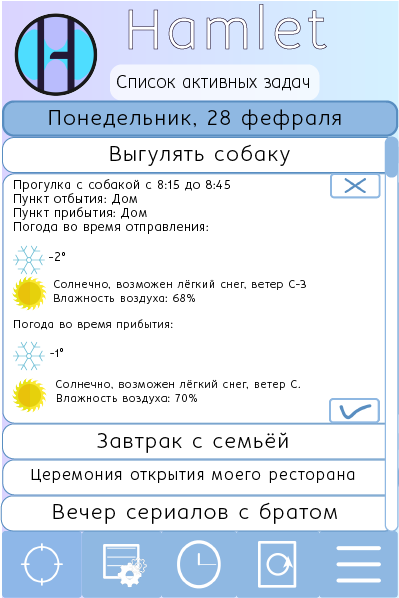 Hamlet
Список активных задач
Понедельник, 28 фефраля
Выгулять собаку
Прогулка с собакой с 8:15 до 8:45
Пункт отбытия: Дом
Пункт прибытия: Дом
Погода во время отправления:
-2°
Солнечно, возможен лёгкий снег, ветер С-З
Влажность воздуха: 68%
Погода во время прибытия:
-1°
Солнечно, возможен лёгкий снег, ветер С.
Влажность воздуха: 70%
Завтрак с семьёй
Церемония открытия моего ресторана
Вечер сериалов с братом